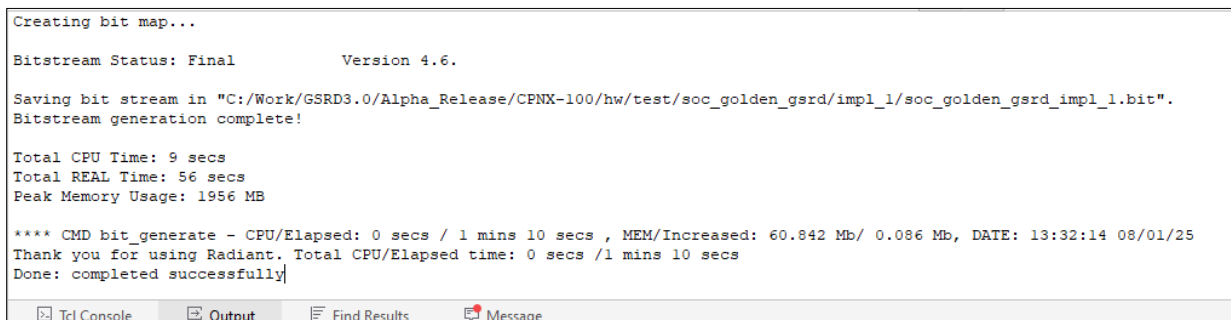 Creating bit map...
Bitstream Status: Final Version 4.6.
Saving bit stream in "C:/Work/GSRD3.0/Alpha_Release/CPNX-100/hw/test/soc_golden_gsrd/impl_1/soc_golden_gsrd_impl_1.bit".
Bitstream generation complete!
Total CPU Time: 9 secs
Total REAL Time: 56 secs
Peak Memory Usage: 1956 MB
**** CMD bit_generate - CPU/Elapsed: 0 secs / 1 mins 10 secs , MEM/Increased: 60.842 Mb/ 0.086 Mb, DATE: 13:32:14 08/01/25
Thank you for using Radiant. Total CPU/Elapsed time: 0 secs /1 mins 10 secs
Done: completed successfully
Tcl Console Output Find Results Message